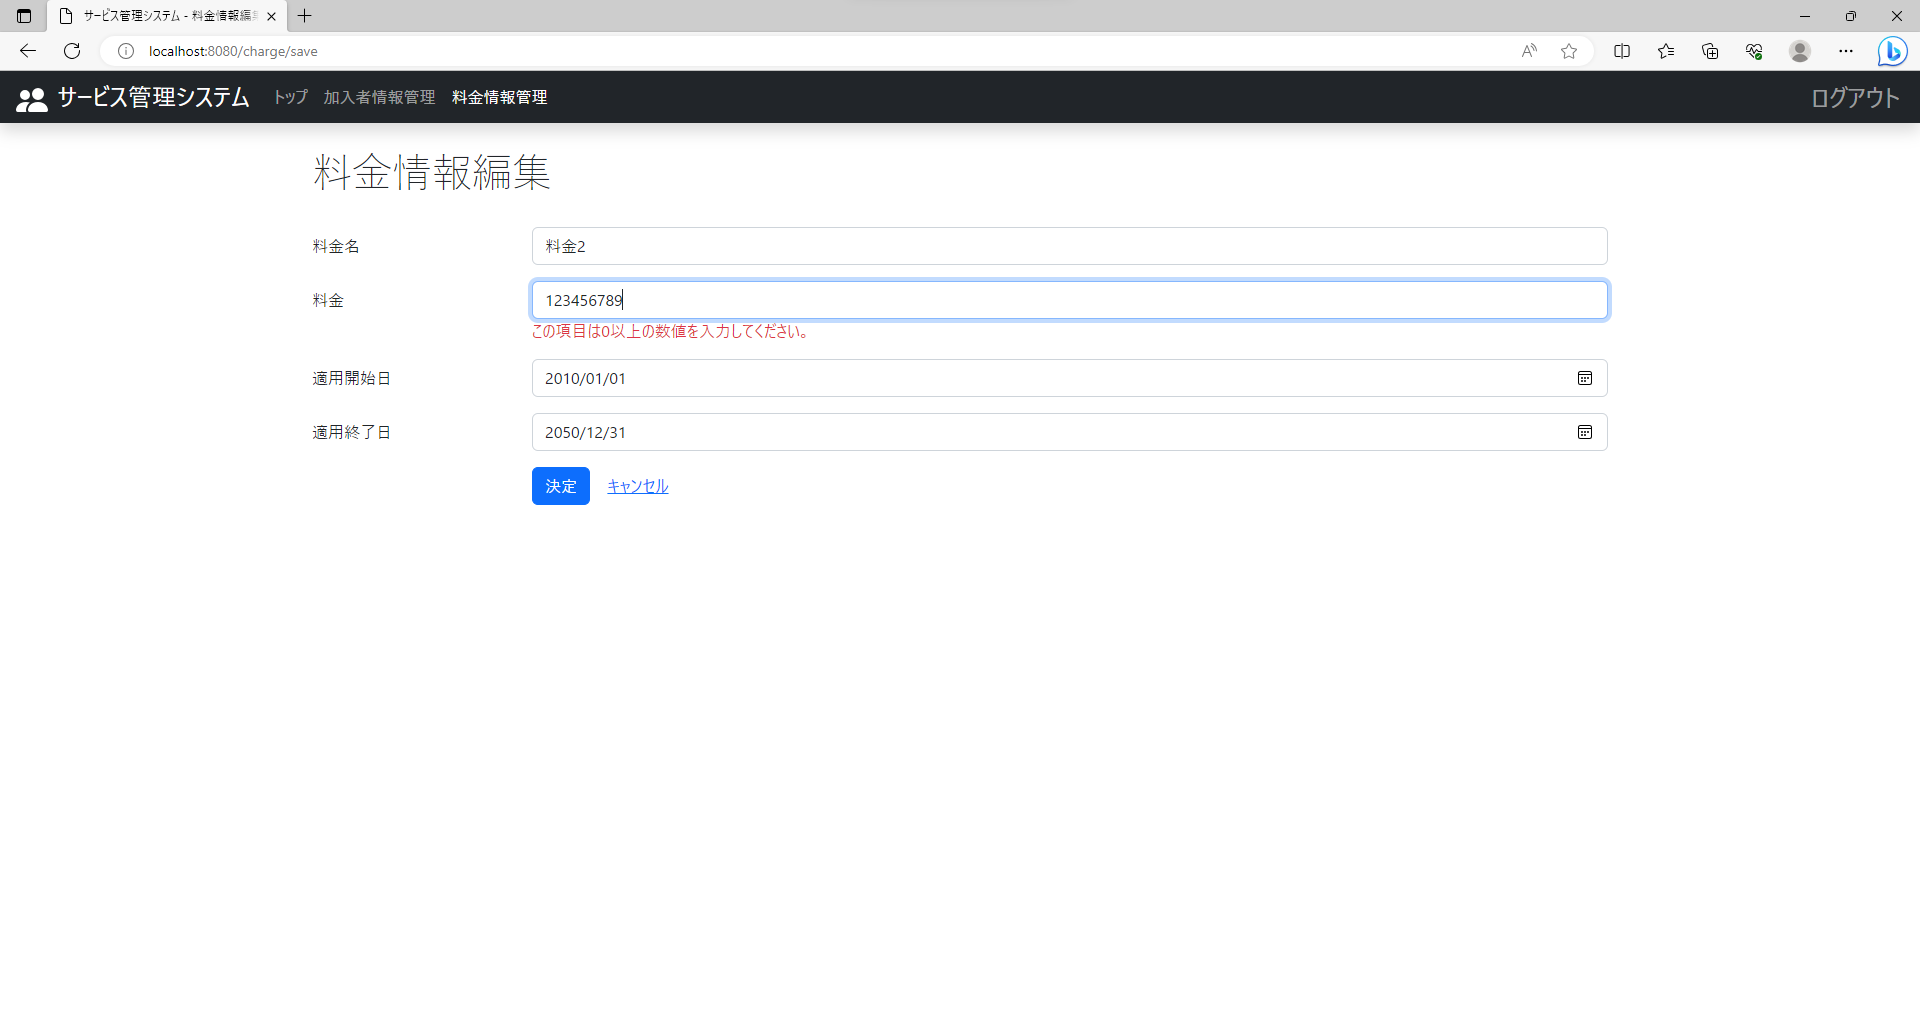 サービス管理システム - 料金情報編
localhost:8080/charge/save
サービス管理システム トップ 加入者情報管理 料金情報管理 ログアウト
料金情報編集
料金名 料金2
料金 123456789
この項目は0以上の数値を入力してください。
適用開始日 2010/01/01
適用終了日 2050/12/31
決定 キャンセル